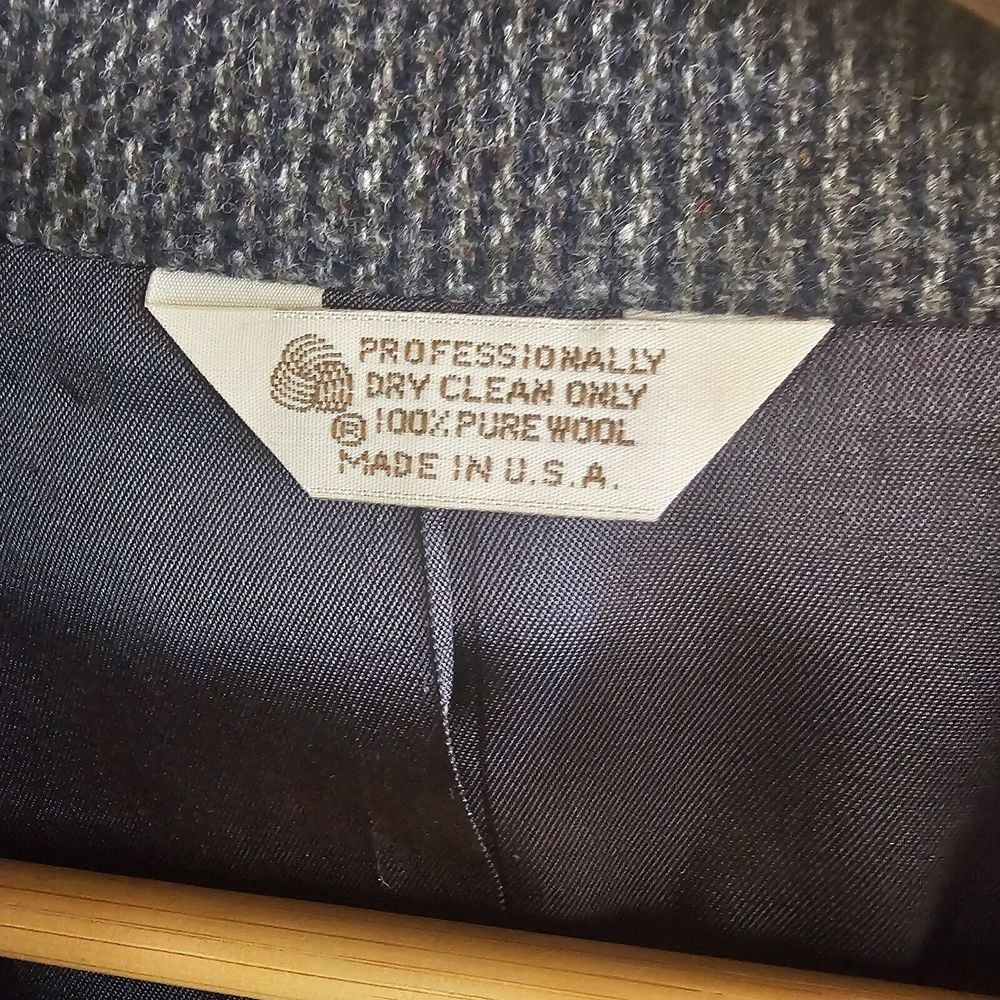 PROFESSIONALLY
DRY CLEAN ONLY
® 100% PURE WOOL
MADE IN U.S.A.